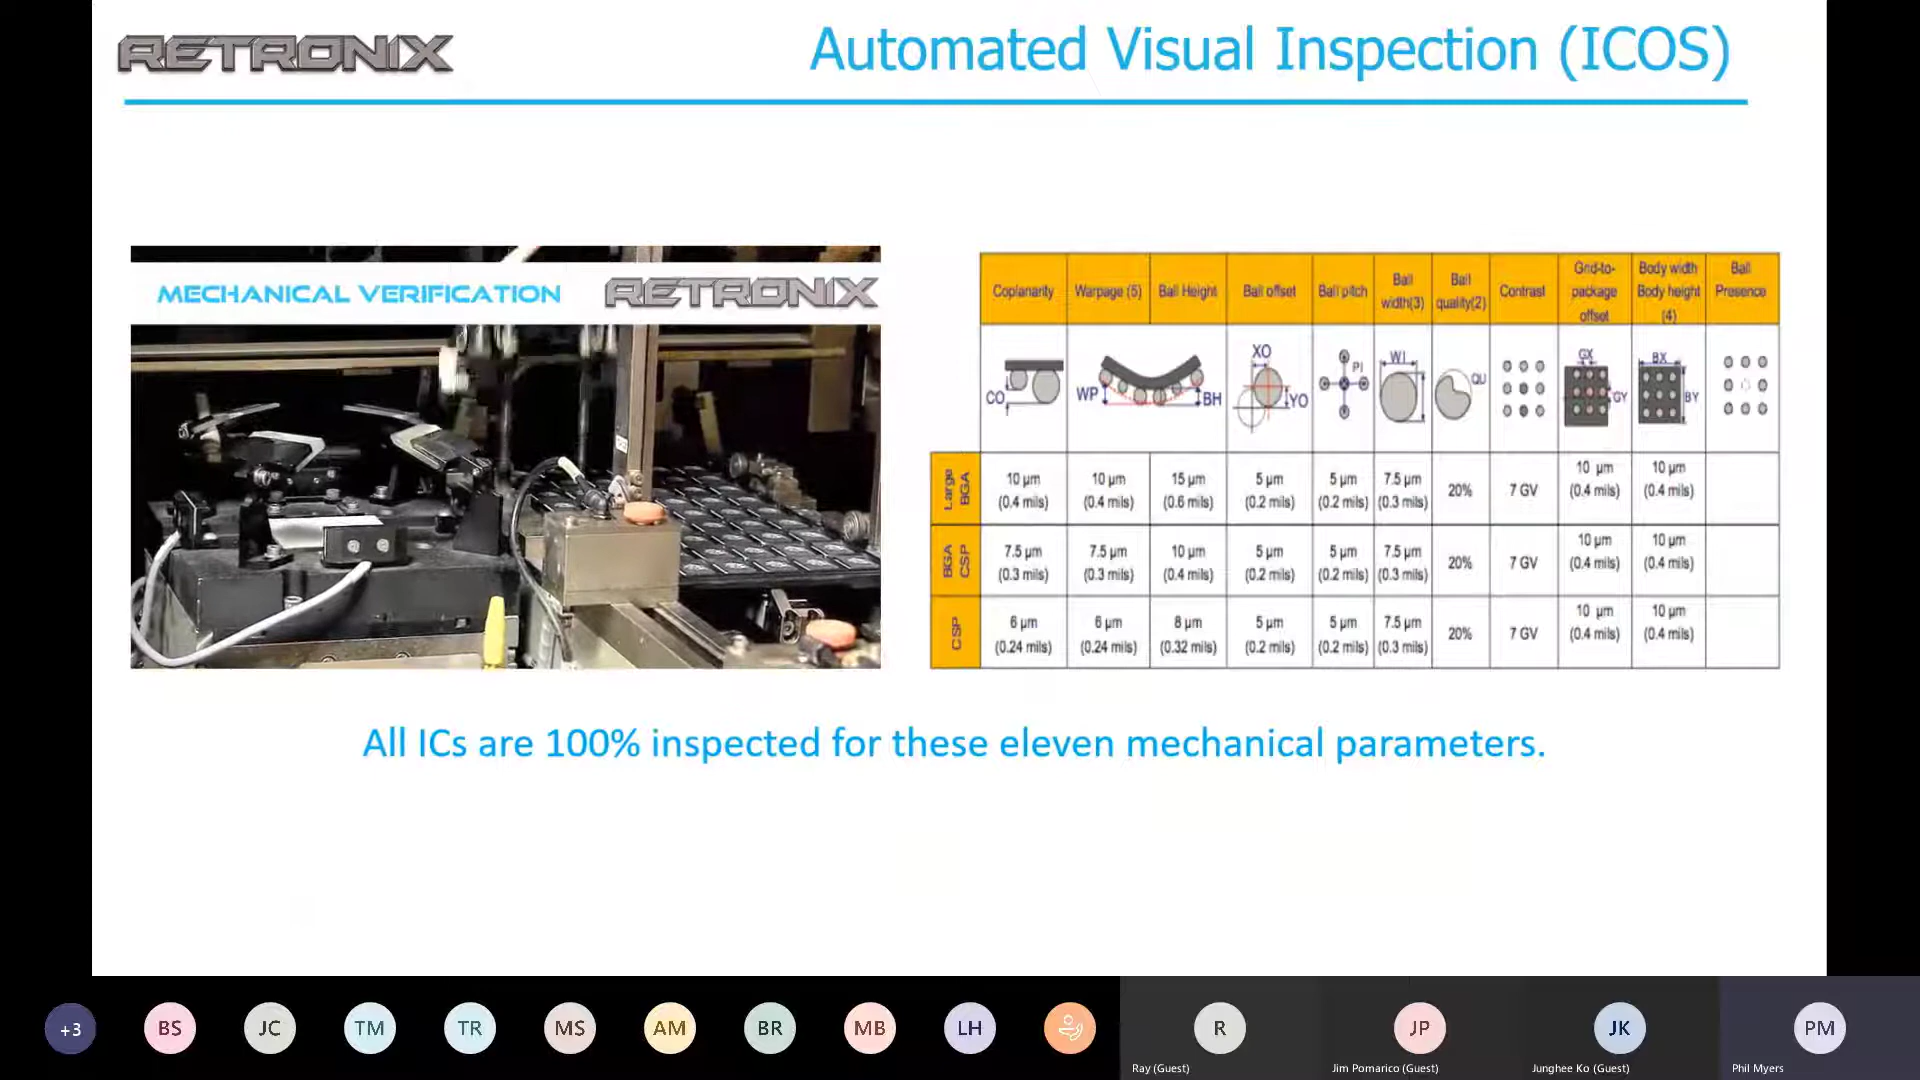 RETRONIX
Automated Visual Inspection (ICOS)
MECHANICAL VERIFICATION
RETRONIX
Coplanarity
Warpage (5)
Ball Height
Ball offset
Ball pitch
Ball
width(3)
Ball
quality(2)
Contrast
Grid-to-
package
offset
Body width
Body height
(4)
Ball
Presence
CO
WP
BH
XO
YO
PI
WI
QU
GX
GY
BX
BY
Large
BGA
10 µm
(0.4 mils)
10 µm
(0.4 mils)
15 µm
(0.6 mils)
5 µm
(0.2 mils)
5 µm
(0.2 mils)
7.5 µm
(0.3 mils)
20%
7 GV
10 µm
(0.4 mils)
10 µm
(0.4 mils)
BGA
CSP
7.5 µm
(0.3 mils)
7.5 µm
(0.3 mils)
10 µm
(0.4 mils)
5 µm
(0.2 mils)
5 µm
(0.2 mils)
7.5 µm
(0.3 mils)
20%
7 GV
10 µm
(0.4 mils)
10 µm
(0.4 mils)
CSP
6 µm
(0.24 mils)
6 µm
(0.24 mils)
8 µm
(0.32 mils)
5 µm
(0.2 mils)
5 µm
(0.2 mils)
7.5 µm
(0.3 mils)
20%
7 GV
10 µm
(0.4 mils)
10 µm
(0.4 mils)
All ICs are 100% inspected for these eleven mechanical parameters.
+3
BS
JC
TM
TR
MS
AM
BR
MB
LH
R
JP
JK
PM
Ray (Guest)
Jim Pomarico (Guest)
Junghee Ko (Guest)
Phil Myers